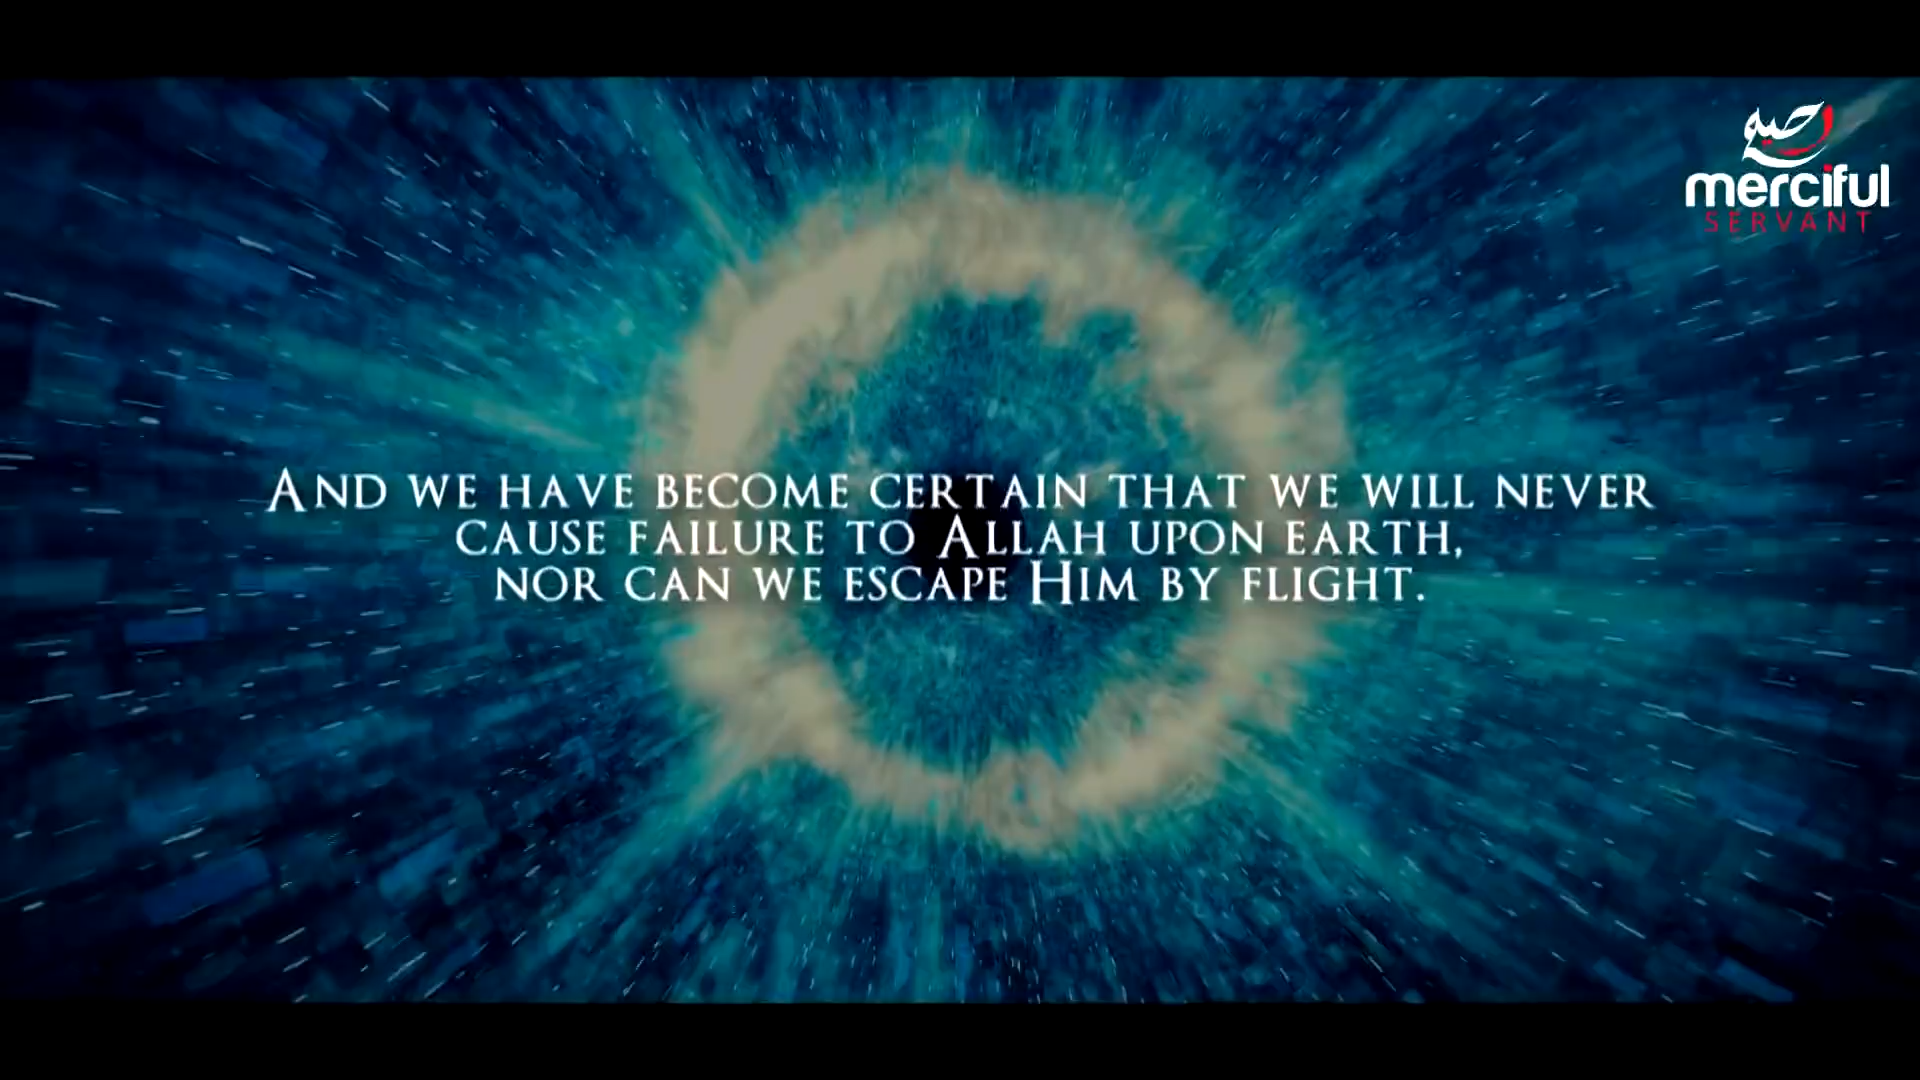 merciful
SERVANT
AND WE HAVE BECOME CERTAIN THAT WE WILL NEVER
CAUSE FAILURE TO ALLAH UPON EARTH,
NOR CAN WE ESCAPE HIM BY FLIGHT.